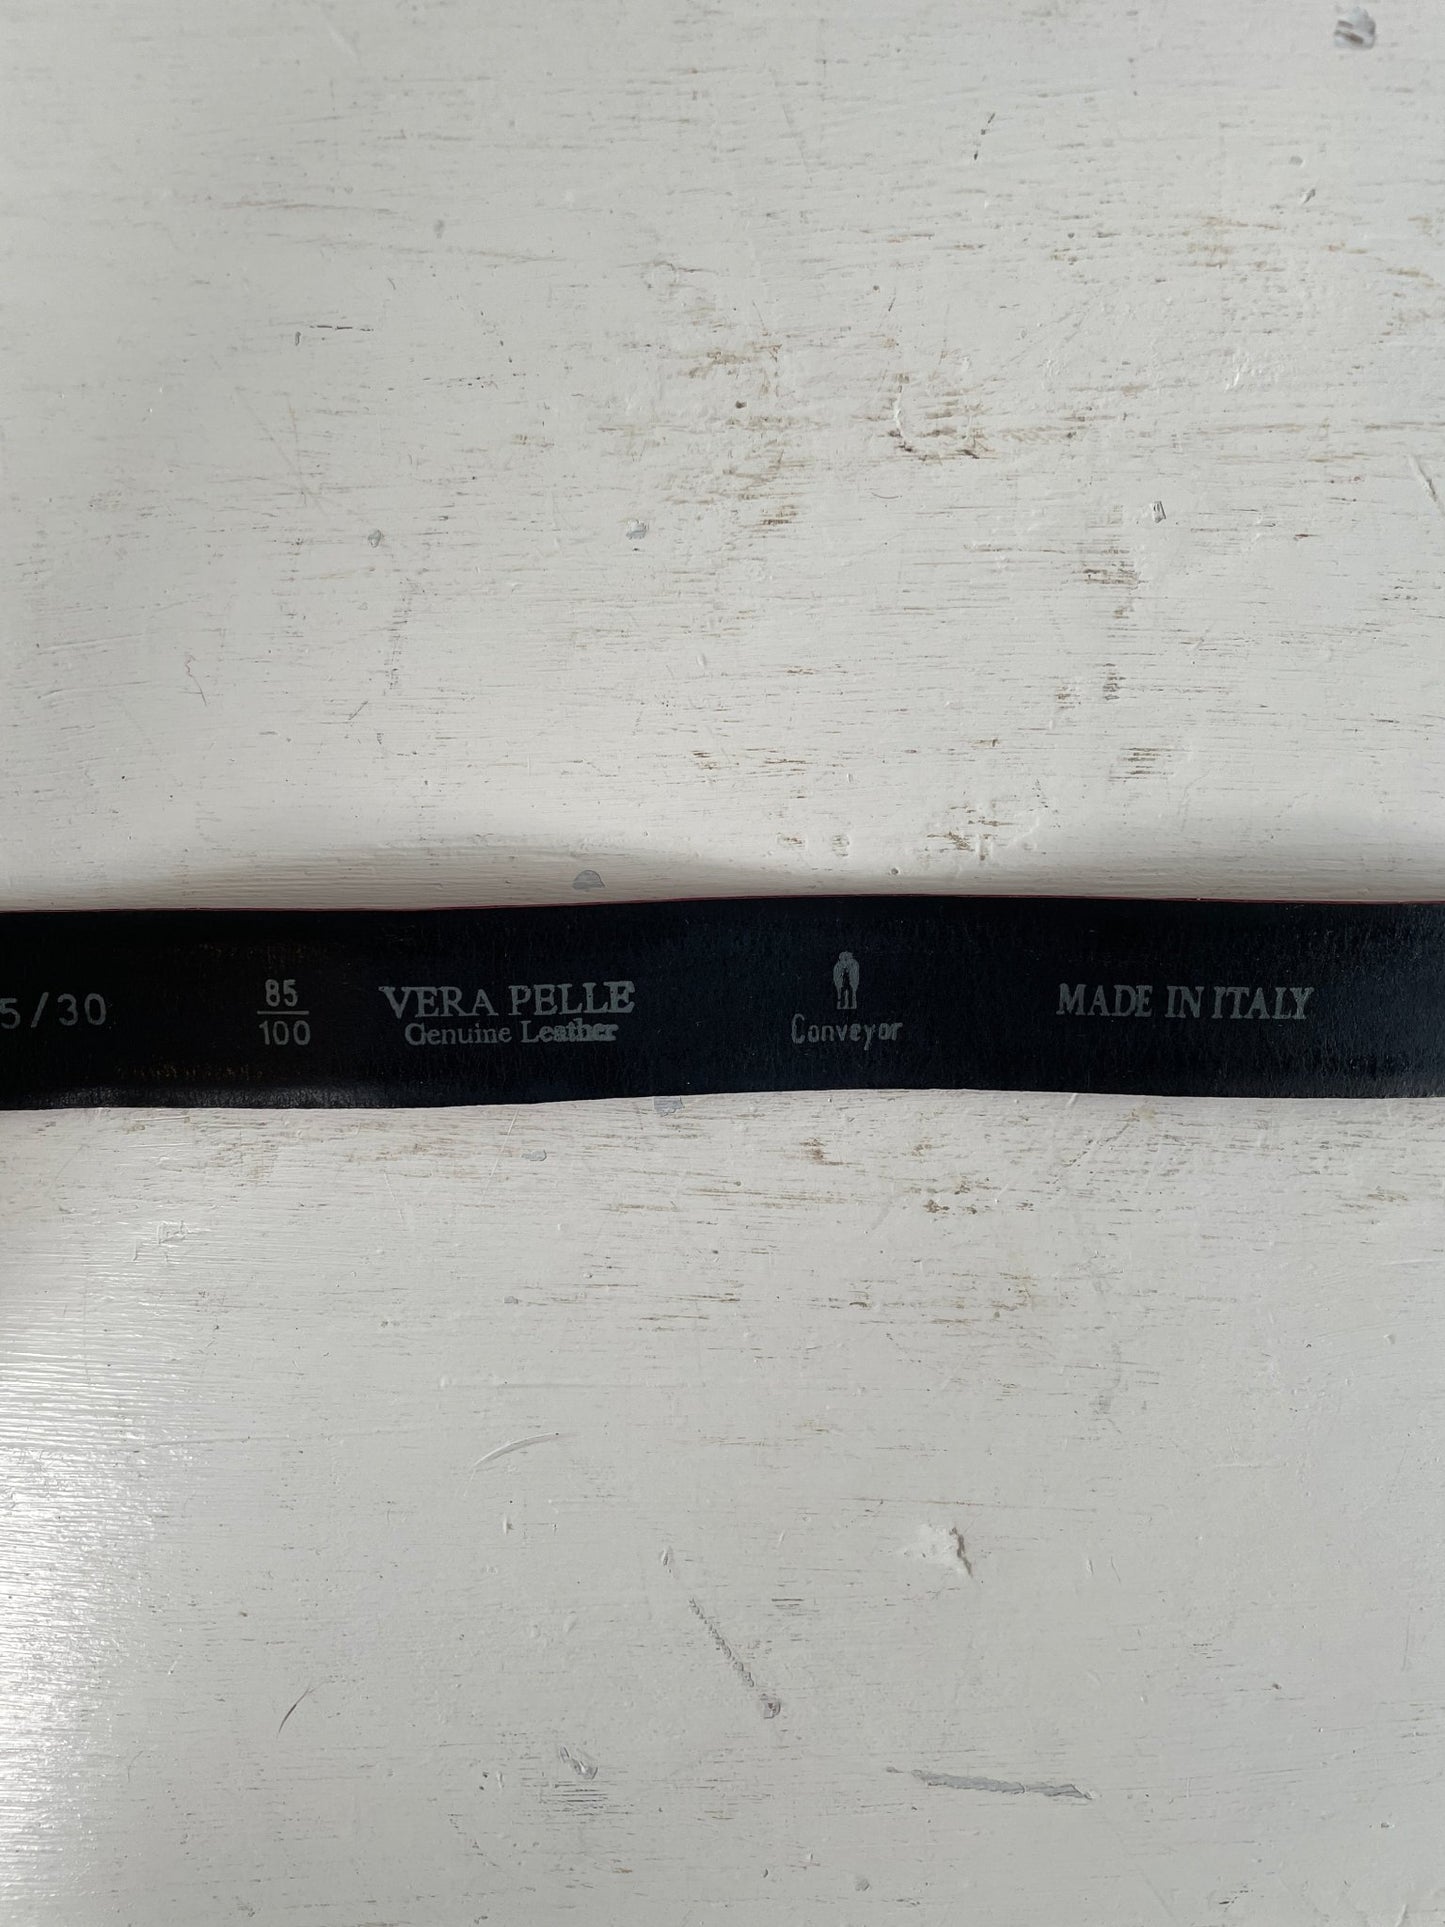 5/30
85
100
VERA PELLE
Genuine Leather
Conveyor
MADE IN ITALY